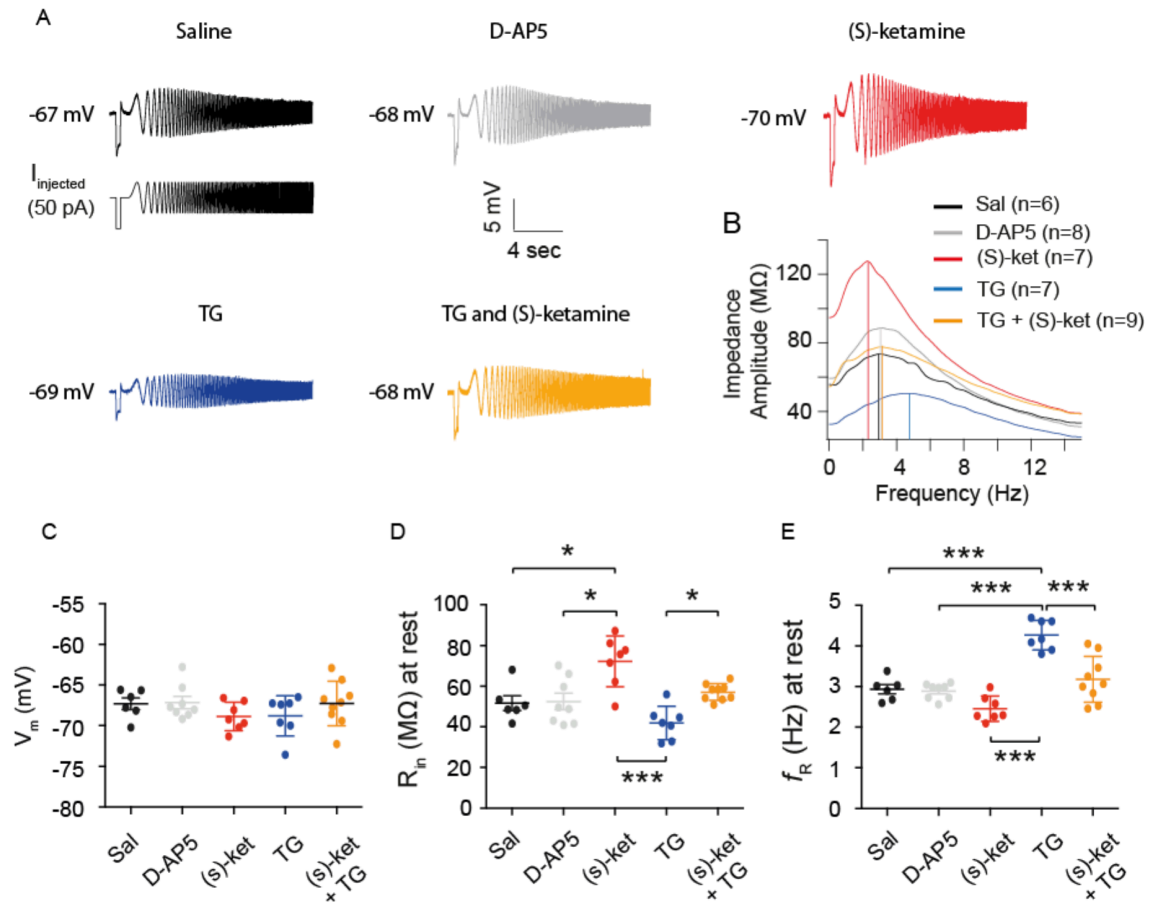 A
Saline
D-AP5
(S)-ketamine
-67 mV
-68 mV
-70 mV
I injected
(50 pA)
5 mV
4 sec
TG
TG and (S)-ketamine
-69 mV
-68 mV
B
Sal (n=6)
D-AP5 (n=8)
(S)-ket (n=7)
TG (n=7)
TG + (S)-ket (n=9)
Impedance
Amplitude (MΩ)
120
80
40
0 4 8 12
Frequency (Hz)
C
Vm (mV)
-55
-60
-65
-70
-75
-80
Sal
D-AP5
(s)-ket
TG
(s)-ket
+ TG
D
Rin (MΩ) at rest
100
80
60
40
20
0
*
*
*
***
Sal
D-AP5
(s)-ket
TG
(s)-ket
+ TG
E
fR (Hz) at rest
5
4
3
2
1
0
***
***
***
***
Sal
D-AP5
(s)-ket
TG
(s)-ket
+ TG